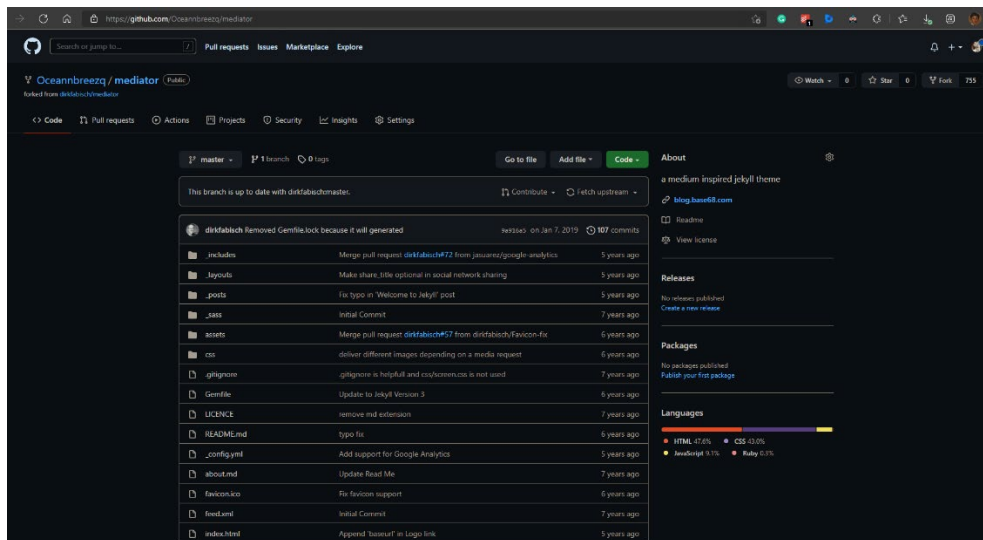 https://github.com/Oceannbreezq/mediator
Search or jump to... / Pull requests Issues Marketplace Explore
Oceannbreezq / mediator Public
forked from dirkfabisch/mediator
Watch 0 Star 0 Fork 755
Code Pull requests Actions Projects Security Insights Settings
master 1 branch 0 tags Go to file Add file Code
This branch is up to date with dirkfabisch:master. Contribute Fetch upstream
dirkfabisch Removed Gemfile.lock because it will generated on Jan 7, 2019 107 commits
_includes Merge pull request dirkfabisch#72 from jasuarez/google-analytics 5 years ago
_layouts Make share_title optional in social network sharing 5 years ago
_posts Fix typo in 'Welcome to Jekyll' post 5 years ago
_sass Initial Commit 7 years ago
assets Merge pull request dirkfabisch#57 from dirkfabisch/Favicon-fix 6 years ago
css deliver different images depending on a media request 6 years ago
.gitignore .gitignore is helpfull and css/screen.css is not used 7 years ago
Gemfile Update to Jekyll Version 3 6 years ago
LICENCE remove md extension 7 years ago
README.md typo fix 6 years ago
_config.yml Add support for Google Analytics 5 years ago
about.md Update Read Me 7 years ago
favicon.ico Fix favicon support 6 years ago
feed.xml Initial Commit 7 years ago
index.html Append 'baseurl' in Logo link 5 years ago
About
a medium inspired jekyll theme
blog.base68.com
Readme
View license
Releases
No releases published
Create a new release
Packages
No packages published
Publish your first package
Languages
HTML 47.6% CSS 43.0%
JavaScript 9.1% Ruby 0.3%